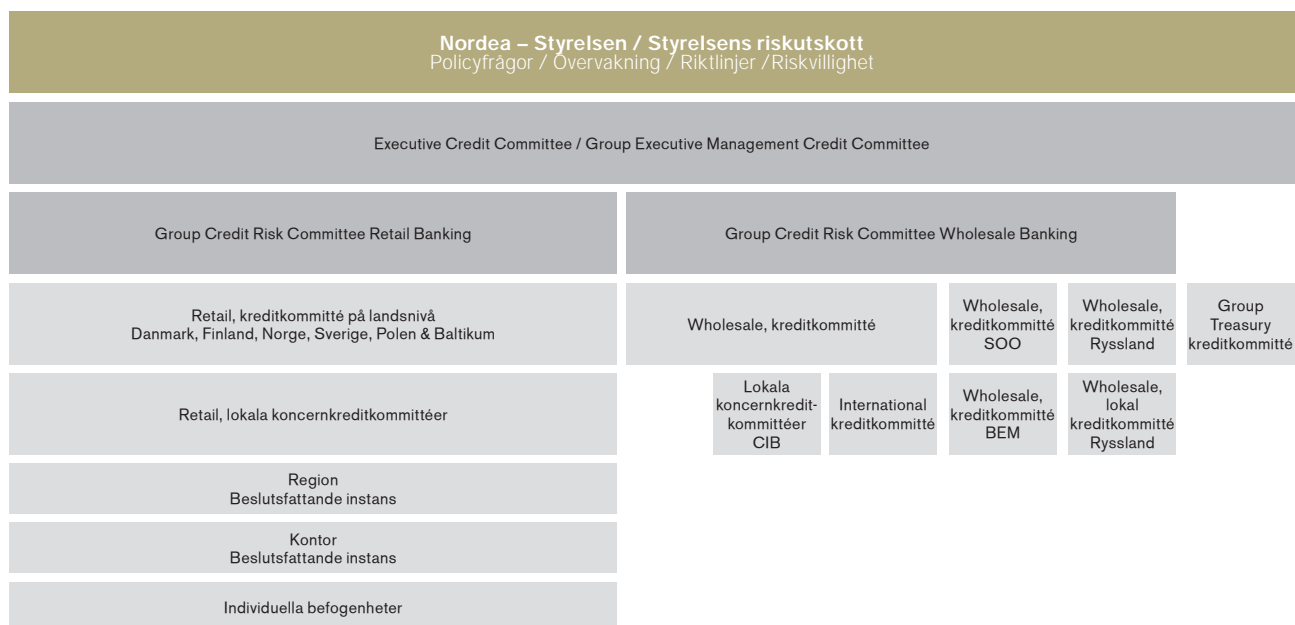 Nordea – Styrelsen / Styrelsens riskutskott
Policyfrågor / Övervakning / Riktlinjer /Riskvillighet
Executive Credit Committee / Group Executive Management Credit Committee
Group Credit Risk Committee Retail Banking
Group Credit Risk Committee Wholesale Banking
Retail, kreditkommitté på landsnivå
Danmark, Finland, Norge, Sverige, Polen & Baltikum
Wholesale, kreditkommitté
Wholesale,
kreditkommitté
SOO
Wholesale,
kreditkommitté
Ryssland
Group
Treasury
kreditkommitté
Retail, lokala koncernkreditkommittéer
Lokala
koncernkredit-
kommittéer
CIB
International
kreditkommitté
Wholesale,
kreditkommitté
BEM
Wholesale,
lokal
kreditkommitté
Ryssland
Region
Beslutsfattande instans
Kontor
Beslutsfattande instans
Individuella befogenheter